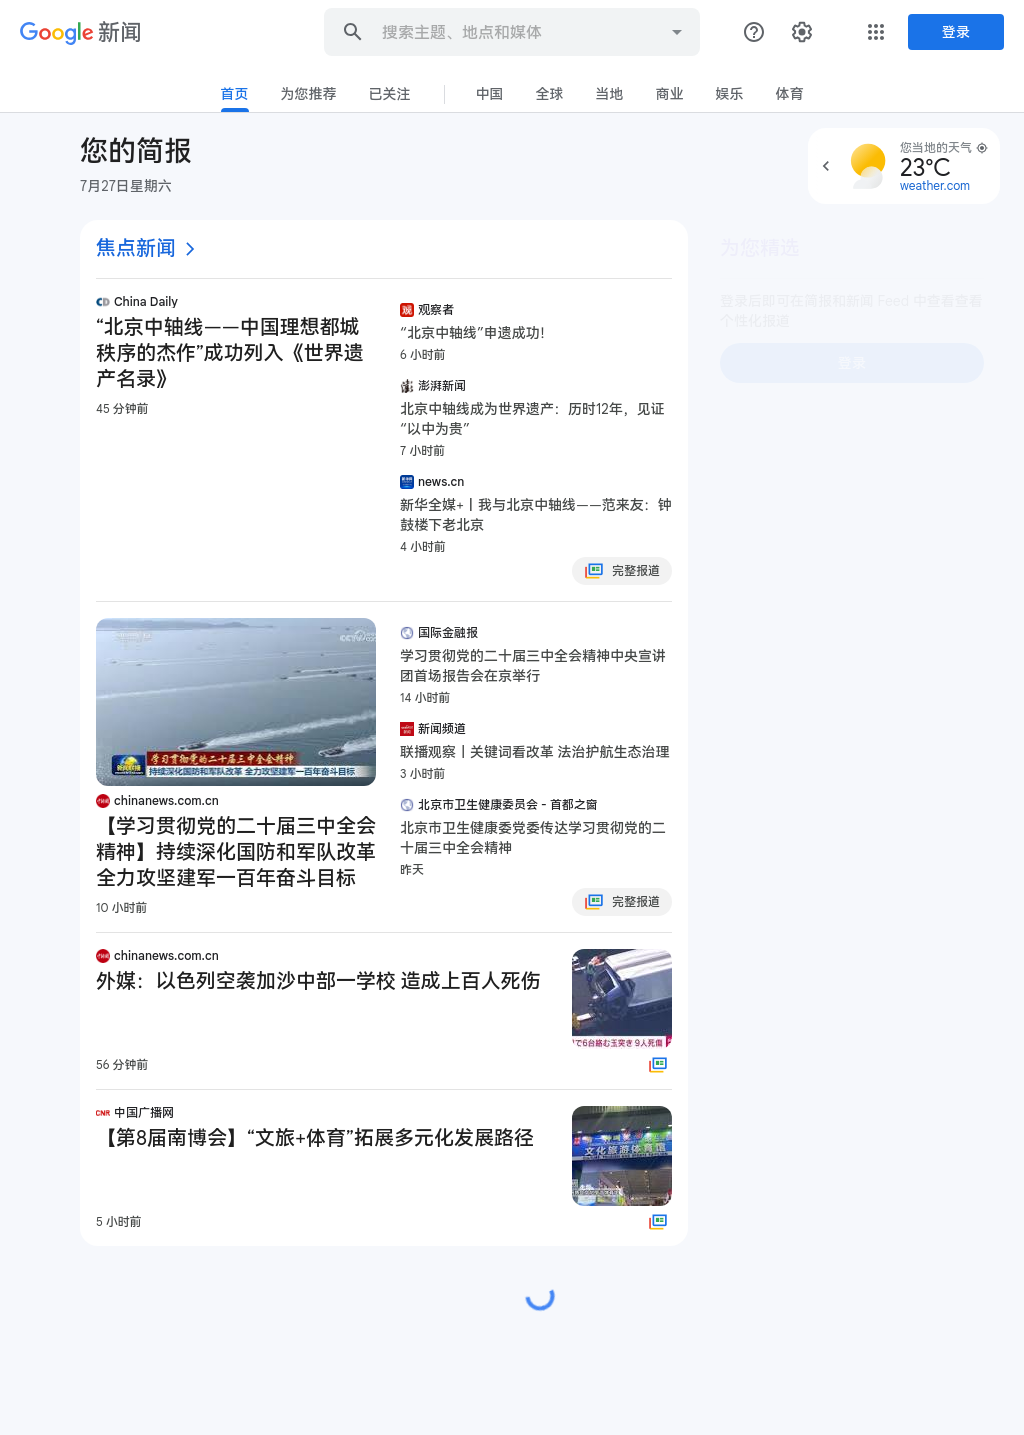 Google 新闻
搜索主题、地点和媒体
登录
首页
为您推荐
已关注
中国
全球
当地
商业
娱乐
体育
您的简报
7月27日星期六
您当地的天气
23°C
weather.com
焦点新闻
China Daily
“北京中轴线——中国理想都城
秩序的杰作”成功列入《世界遗
产名录》
45 分钟前
观察者
“北京中轴线”申遗成功！
6 小时前
澎湃新闻
北京中轴线成为世界遗产：历时12年，见证
“以中为贵”
7 小时前
news.cn
新华全媒+丨我与北京中轴线——范来友：钟
鼓楼下老北京
4 小时前
完整报道
为您精选
登录后即可在简报和新闻 Feed 中查看查看
个性化报道
登录
CCTV
学习贯彻党的二十届三中全会精神
持续深化国防和军队改革 全力攻坚建军一百年奋斗目标
chinanews.com.cn
【学习贯彻党的二十届三中全会
精神】持续深化国防和军队改革
全力攻坚建军一百年奋斗目标
10 小时前
国际金融报
学习贯彻党的二十届三中全会精神中央宣讲
团首场报告会在京举行
14 小时前
新闻频道
联播观察丨关键词看改革 法治护航生态治理
3 小时前
北京市卫生健康委员会 - 首都之窗
北京市卫生健康委党委传达学习贯彻党的二
十届三中全会精神
昨天
完整报道
chinanews.com.cn
外媒：以色列空袭加沙中部一学校 造成上百人死伤
で6台絡む玉突き 9人死傷
56 分钟前
CNR 中国广播网
【第8届南博会】“文旅+体育”拓展多元化发展路径
文化旅游体育馆
5 小时前